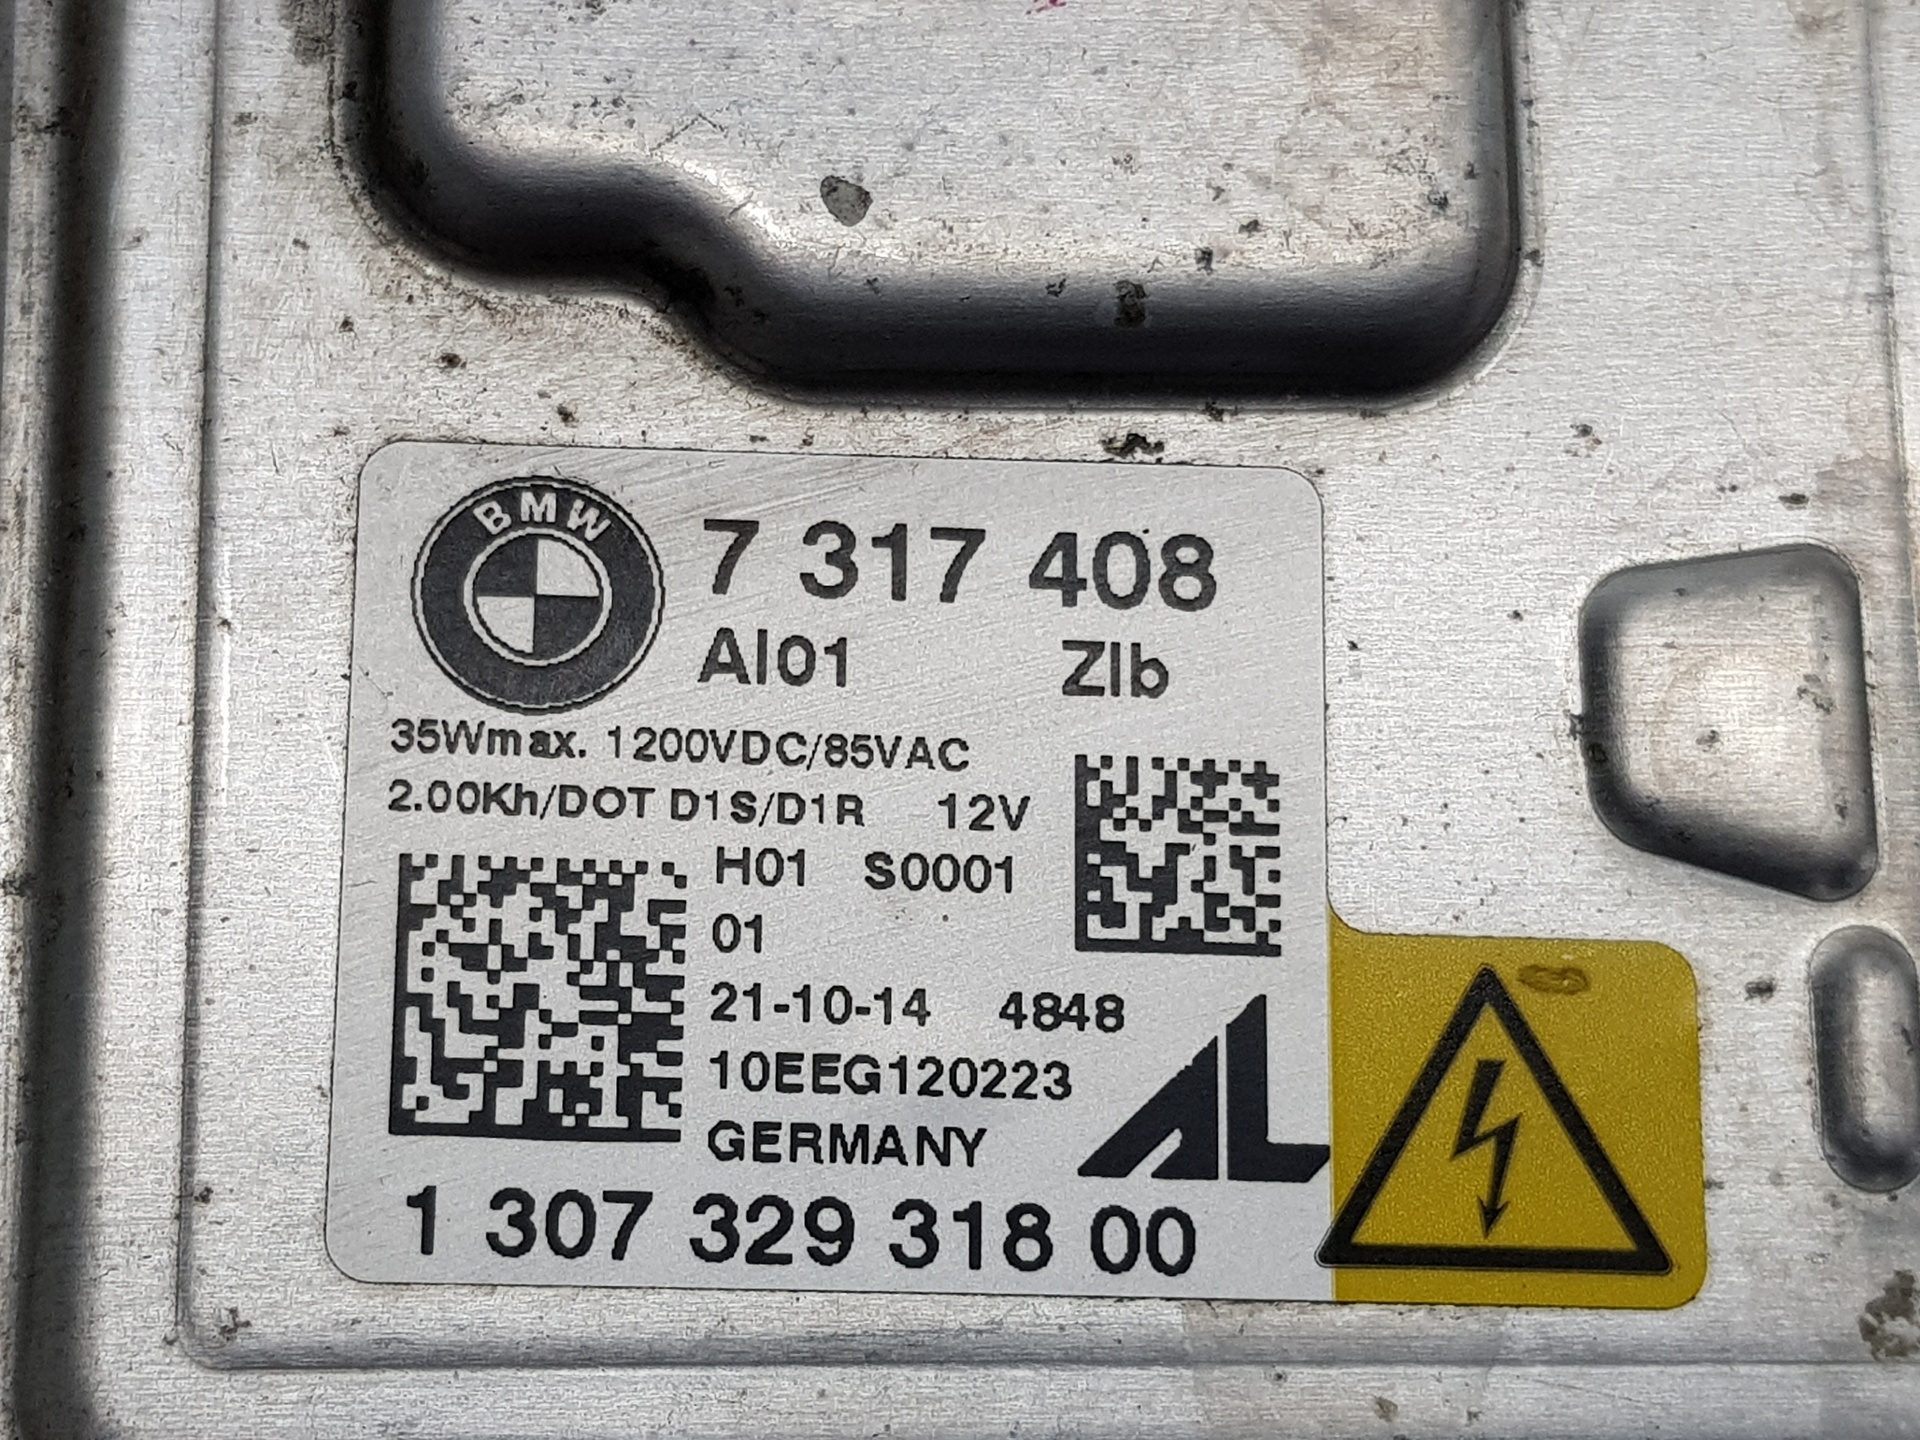 BMW
7 317 408
AI01 ZIb
35Wmax. 1200VDC/85VAC
2.00Kh/DOT D1S/D1R 12V
H01 S0001
01
21-10-14 4848
10EEG120223
GERMANY
AL
1 307 329 318 00